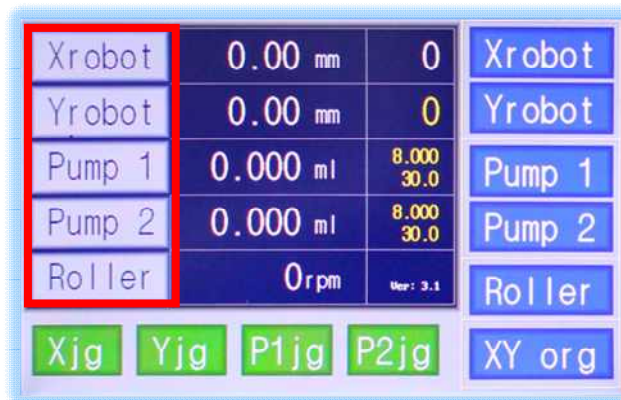 Xrobot 0.00 mm 0 Xrobot
Yrobot 0.00 mm 0 Yrobot
Pump 1 0.000 ml 8.000 30.0 Pump 1
Pump 2 0.000 ml 8.000 30.0 Pump 2
Roller 0rpm Ver: 3.1 Roller
Xjg Yjg P1jg P2jg XY org